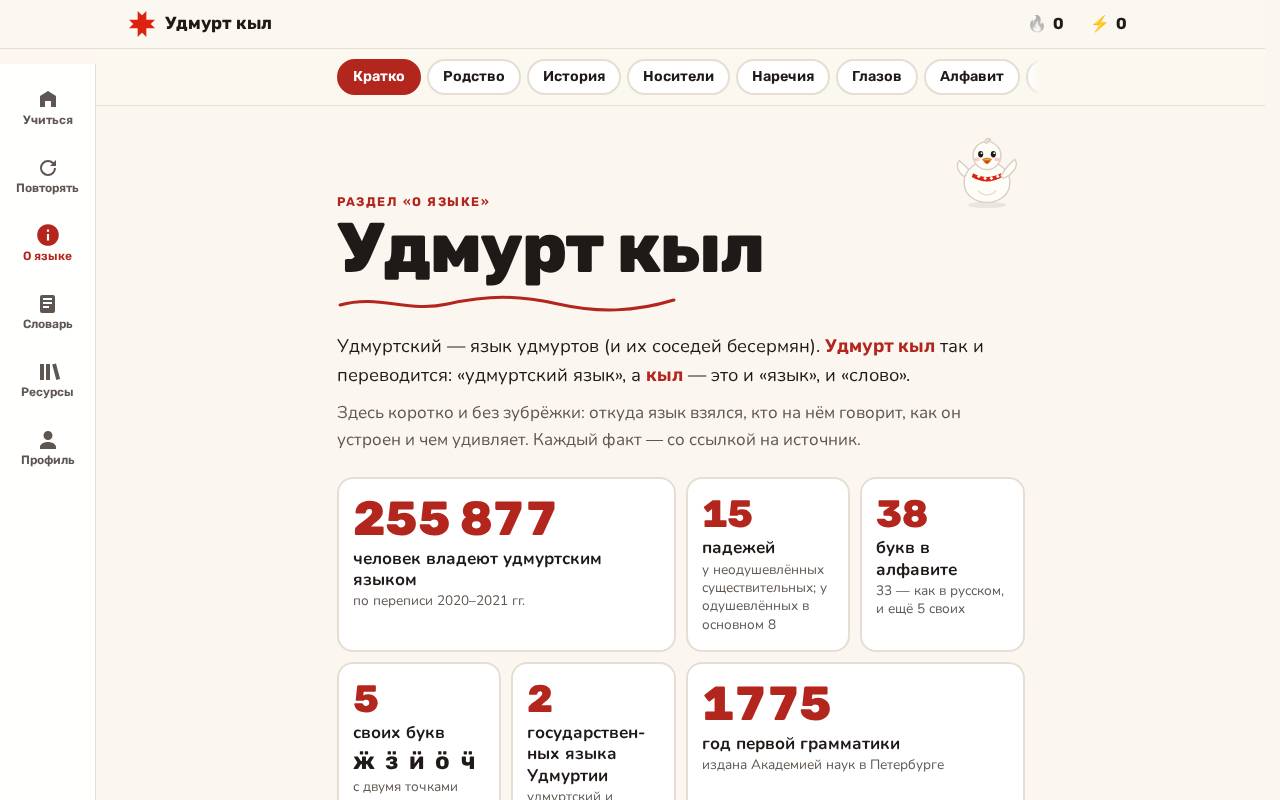 Удмурт кыл
0
0
Кратко
Родство
История
Носители
Наречия
Глазов
Алфавит
Учиться
Повторять
О языке
Словарь
Ресурсы
Профиль
РАЗДЕЛ «О ЯЗЫКЕ»
Удмурт кыл
Удмуртский — язык удмуртов (и их соседей бесермян). Удмурт кыл так и
переводится: «удмуртский язык», а кыл — это и «язык», и «слово».
Здесь коротко и без зубрёжки: откуда язык взялся, кто на нём говорит, как он
устроен и чем удивляет. Каждый факт — со ссылкой на источник.
255 877
человек владеют удмуртским
языком
по переписи 2020–2021 гг.
15
падежей
у неодушевлённых
существительных; у
одушевлённых в
основном 8
38
букв в
алфавите
33 — как в русском,
и ещё 5 своих
5
своих букв
ӝ ӟ ӥ ӧ ӵ
с двумя точками
2
государствен-
ных языка
Удмуртии
удмуртский и
1775
год первой грамматики
издана Академией наук в Петербурге